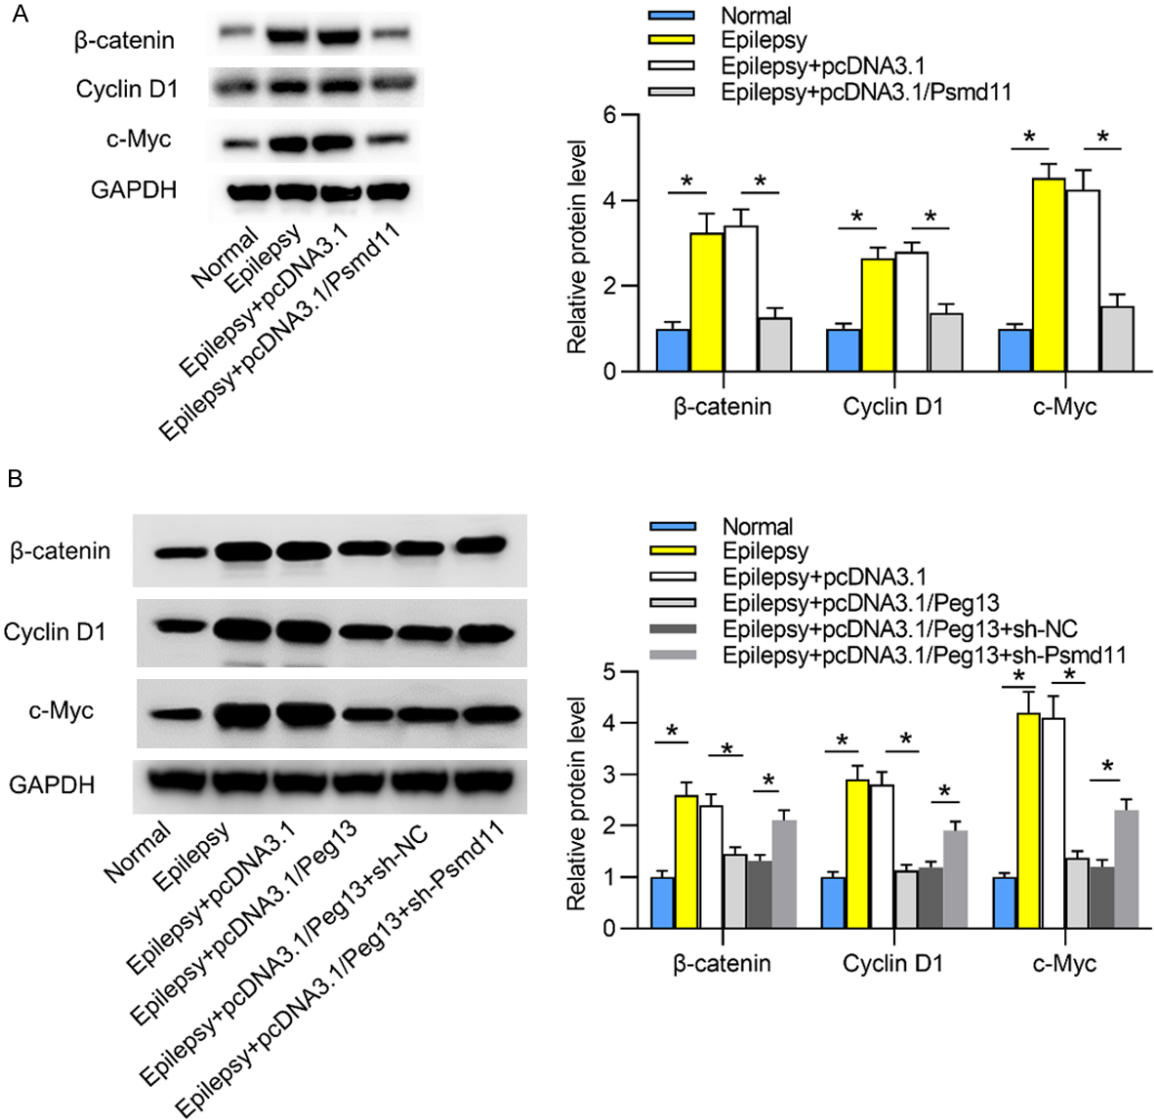 A
β-catenin
Cyclin D1
c-Myc
GAPDH
Normal
Epilepsy
Epilepsy+pcDNA3.1
Epilepsy+pcDNA3.1/Psmd11
Normal
Epilepsy
Epilepsy+pcDNA3.1
Epilepsy+pcDNA3.1/Psmd11
Relative protein level
6
4
2
0
* * * * * *
β-catenin Cyclin D1 c-Myc
B
β-catenin
Cyclin D1
c-Myc
GAPDH
Normal
Epilepsy
Epilepsy+pcDNA3.1
Epilepsy+pcDNA3.1/Peg13
Epilepsy+pcDNA3.1/Peg13+sh-NC
Epilepsy+pcDNA3.1/Peg13+sh-Psmd11
Normal
Epilepsy
Epilepsy+pcDNA3.1
Epilepsy+pcDNA3.1/Peg13
Epilepsy+pcDNA3.1/Peg13+sh-NC
Epilepsy+pcDNA3.1/Peg13+sh-Psmd11
Relative protein level
5
4
3
2
1
0
* * * * * * * * *
β-catenin Cyclin D1 c-Myc